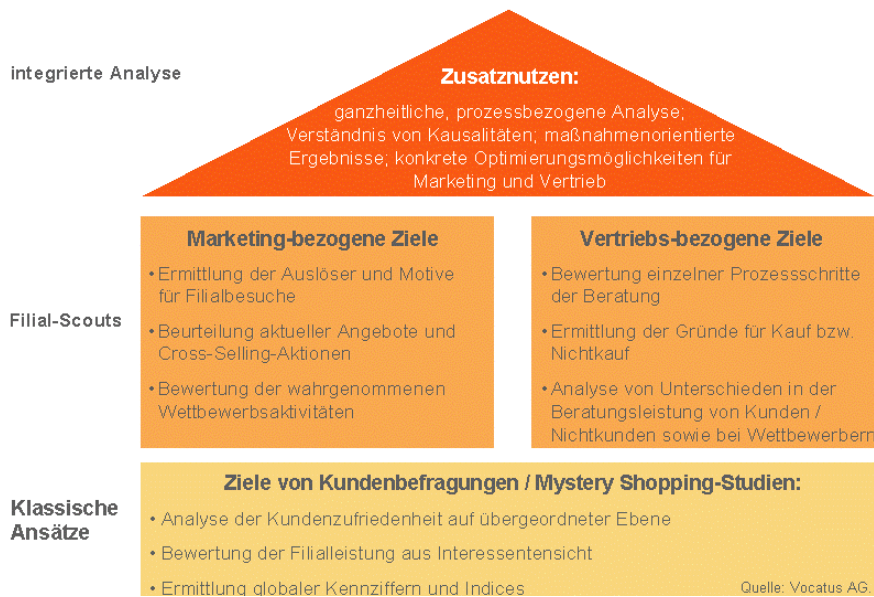 integrierte Analyse
Zusatznutzen:
ganzheitliche, prozessbezogene Analyse;
Verständnis von Kausalitäten; maßnahmenorientierte
Ergebnisse; konkrete Optimierungsmöglichkeiten für
Marketing und Vertrieb
Filial-Scouts
Marketing-bezogene Ziele
• Ermittlung der Auslöser und Motive
für Filialbesuche
• Beurteilung aktueller Angebote und
Cross-Selling-Aktionen
• Bewertung der wahrgenommenen
Wettbewerbsaktivitäten
Vertriebs-bezogene Ziele
• Bewertung einzelner Prozessschritte
der Beratung
• Ermittlung der Gründe für Kauf bzw.
Nichtkauf
• Analyse von Unterschieden in der
Beratungsleistung von Kunden /
Nichtkunden sowie bei Wettbewerbern
Klassische
Ansätze
Ziele von Kundenbefragungen / Mystery Shopping-Studien:
• Analyse der Kundenzufriedenheit auf übergeordneter Ebene
• Bewertung der Filialleistung aus Interessentensicht
• Ermittlung globaler Kennziffern und Indices
Quelle: Vocatus AG.